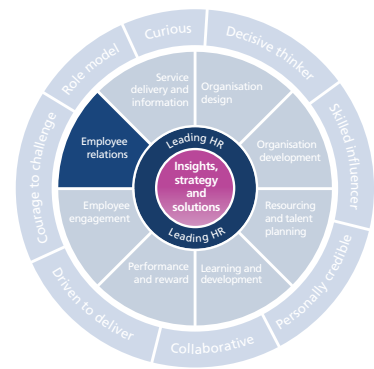 Curious
Decisive thinker
Skilled influencer
Personally credible
Collaborative
Driven to deliver
Courage to challenge
Role model
Service
delivery and
information
Organisation
design
Organisation
development
Resourcing
and talent
planning
Learning and
development
Performance
and reward
Employee
engagement
Employee
relations
Leading HR
Insights,
strategy
and
solutions
Leading HR